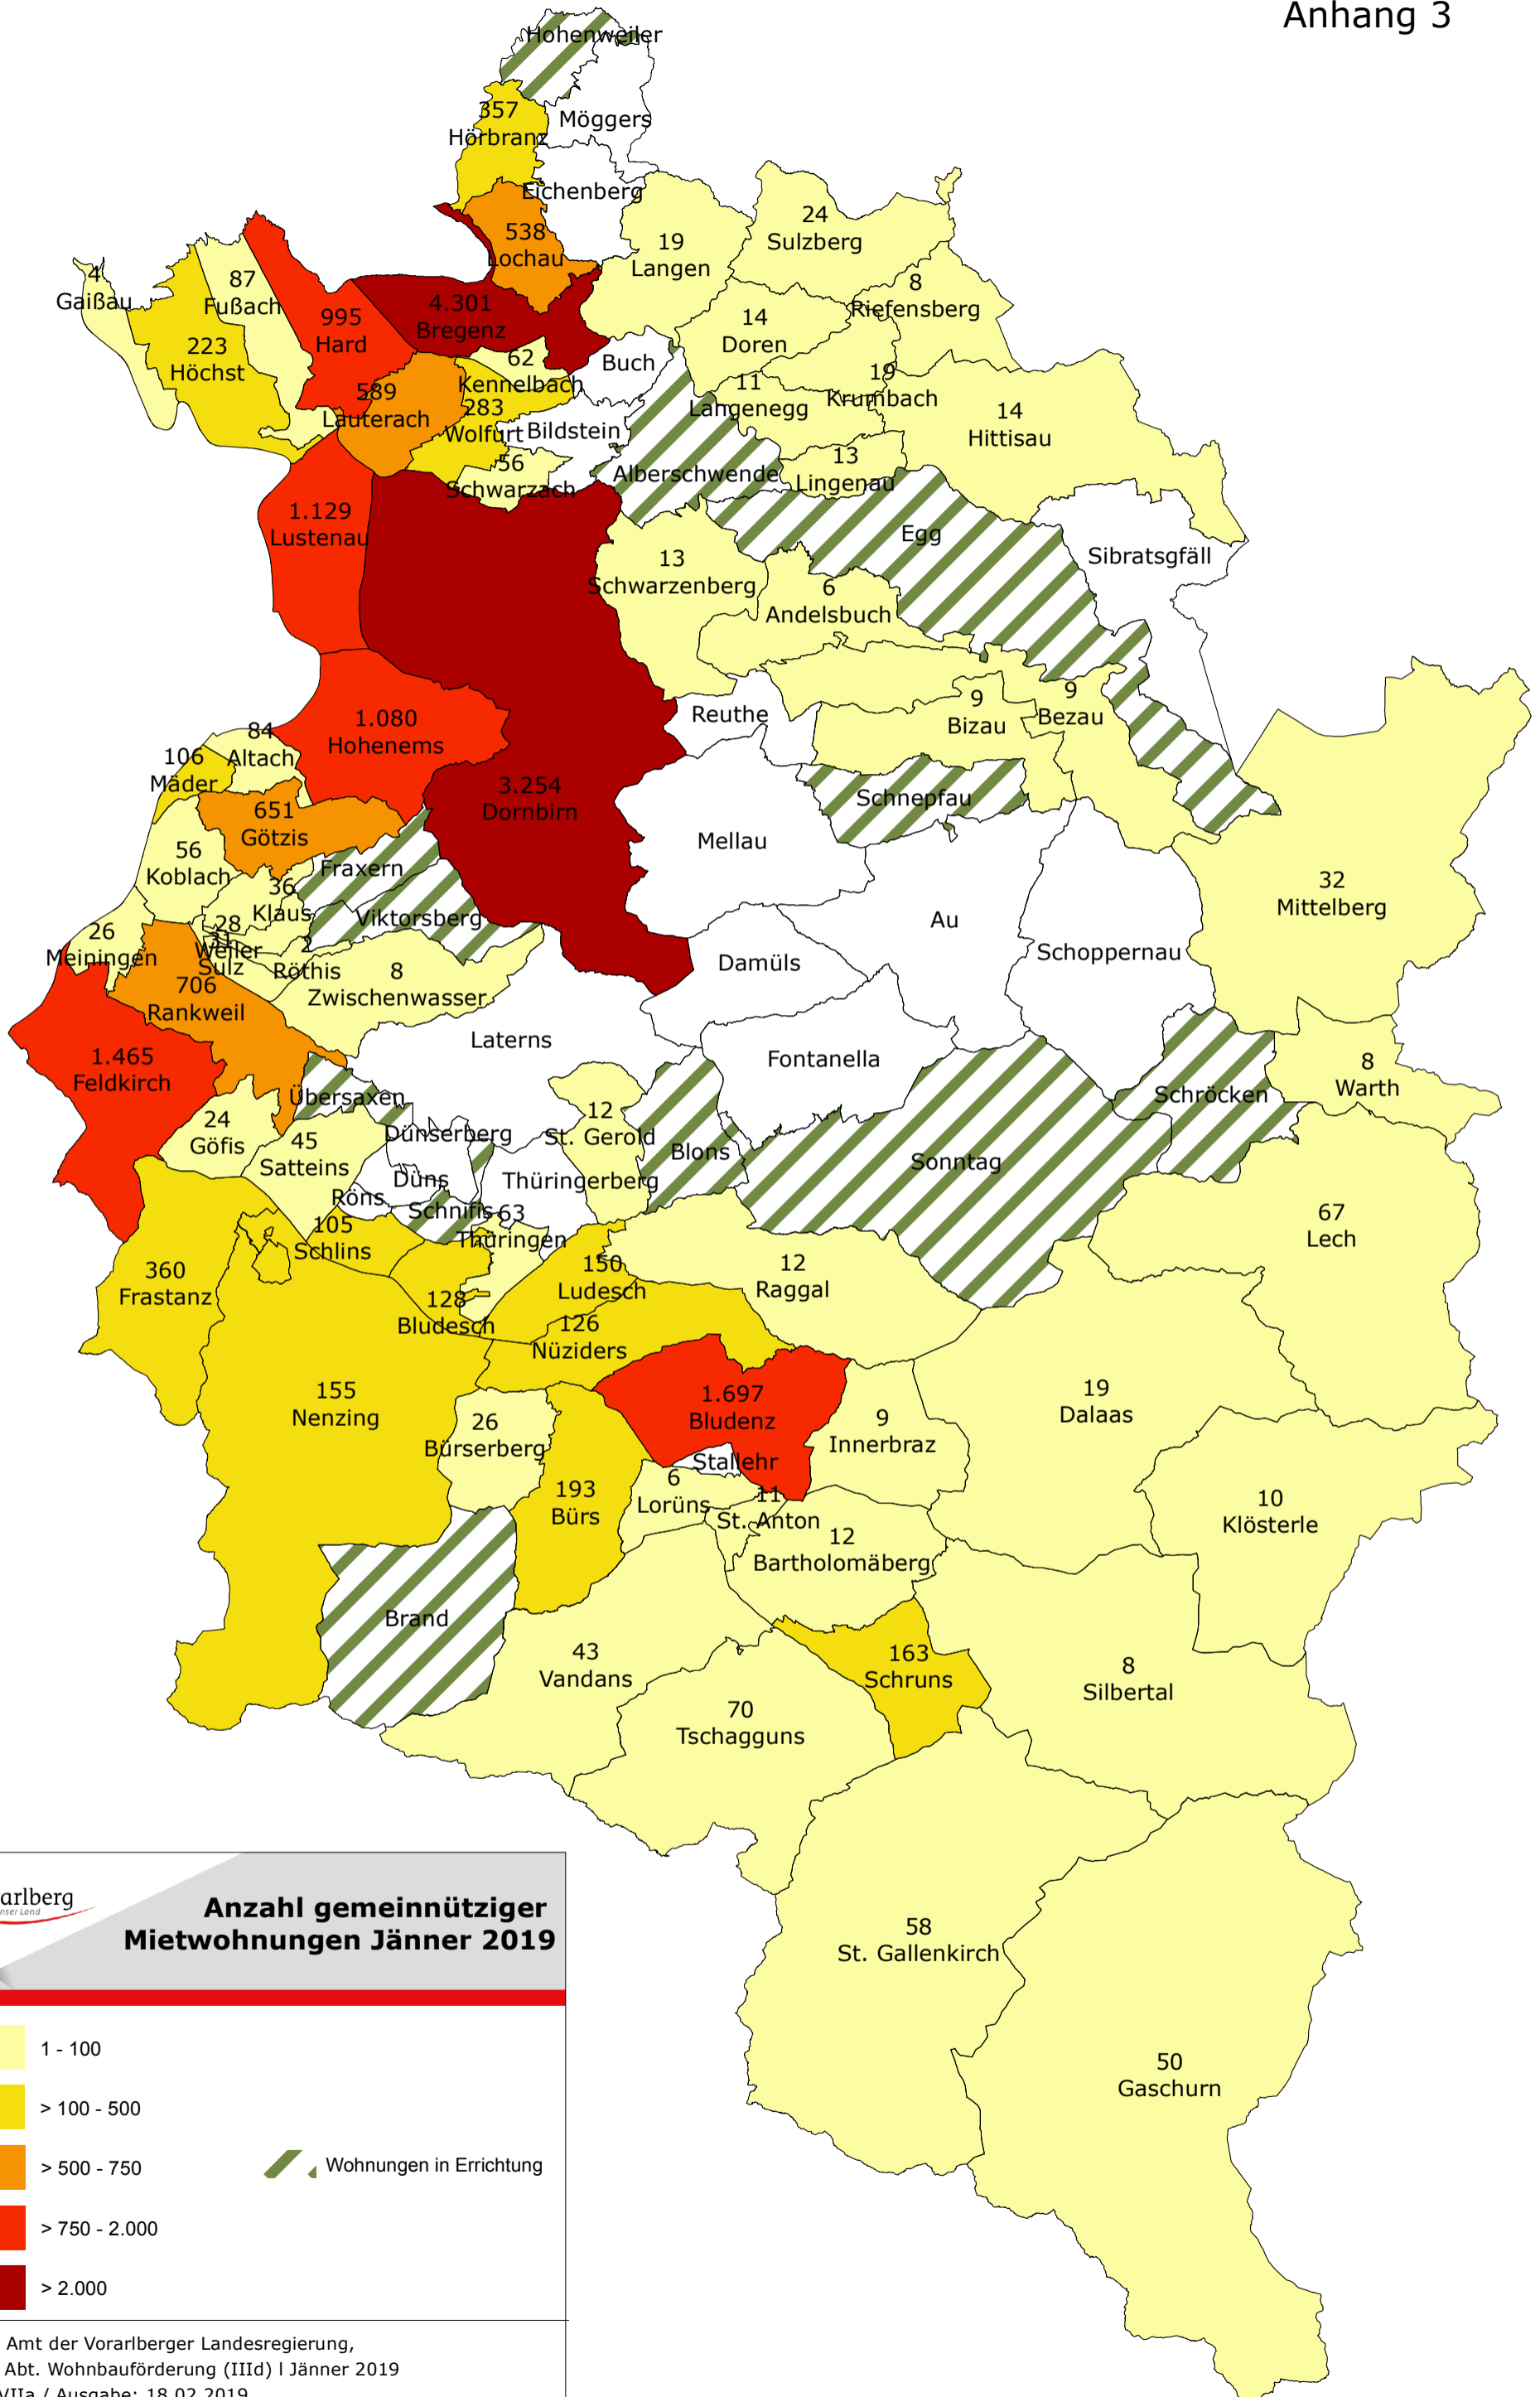 Anhang 3
Hohenweiler
357
Hörbranz
Möggers
Eichenberg
538
Lochau
24
Sulzberg
19
Langen
4
Gaißau
87
Fußach
8
Riefensberg
995
Hard
4.301
Bregenz
14
Doren
223
Höchst
62
Kennelbach
Buch
589
Lauterach
11
Langenegg
19
Krumbach
283
Wolfurt
Bildstein
14
Hittisau
56
Schwarzach
Alberschwende
13
Lingenau
1.129
Lustenau
Egg
Sibratsgfäll
13
Schwarzenberg
6
Andelsbuch
9
Bizau
9
Bezau
Reuthe
1.080
Hohenems
84
Altach
106
Mäder
3.254
Dornbirn
Schnepfau
651
Götzis
Mellau
56
Koblach
Fraxern
32
Mittelberg
36
Klaus
Viktorsberg
Au
28
Weiler
31
Sulz
26
Meiningen
2
Röthis
Schoppernau
8
Zwischenwasser
Damüls
706
Rankweil
Laterns
1.465
Feldkirch
Fontanella
8
Warth
Übersaxen
Schröcken
24
Göfis
12
St. Gerold
45
Satteins
Dünserberg
Blons
Sonntag
Düns
Thüringerberg
Röns
Schnifis
63
Thüringen
67
Lech
105
Schlins
360
Frastanz
150
Ludesch
12
Raggal
128
Bludesch
126
Nüziders
155
Nenzing
1.697
Bludenz
19
Dalaas
26
Bürserberg
9
Innerbraz
Stallehr
193
Bürs
6
Lorüns
11
St. Anton
10
Klösterle
12
Bartholomäberg
Brand
43
Vandans
163
Schruns
8
Silbertal
70
Tschagguns
58
St. Gallenkirch
50
Gaschurn
arlberg
nser Land
Anzahl gemeinnütziger
Mietwohnungen Jänner 2019
1 - 100
> 100 - 500
> 500 - 750
Wohnungen in Errichtung
> 750 - 2.000
> 2.000
Amt der Vorarlberger Landesregierung,
Abt. Wohnbauförderung (IIId) l Jänner 2019
VIIa / Ausgabe: 18.02.2019